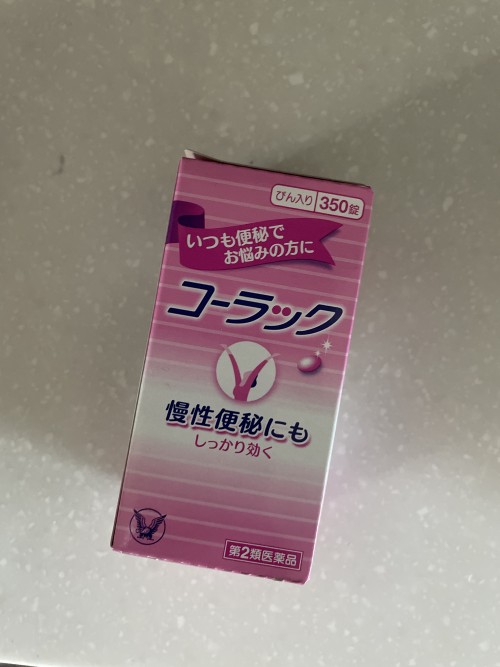 びん入り 350錠
いつも便秘で
お悩みの方に
コーラック
慢性便秘にも
しっかり効く
第2類医薬品